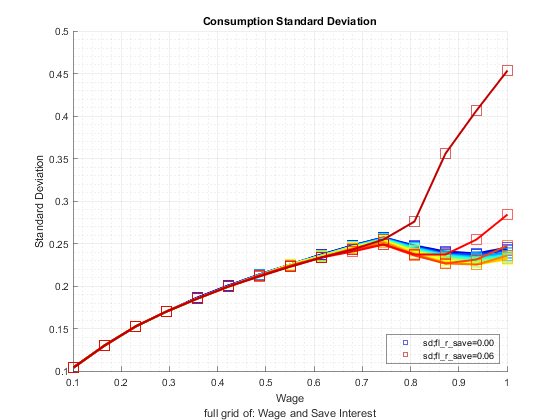 Consumption Standard Deviation
0.5
0.45
0.4
0.35
0.3
0.25
0.2
0.15
0.1
Standard Deviation
0.1 0.2 0.3 0.4 0.5 0.6 0.7 0.8 0.9 1
Wage
full grid of: Wage and Save Interest
sd;fl_r_save=0.00
sd;fl_r_save=0.06